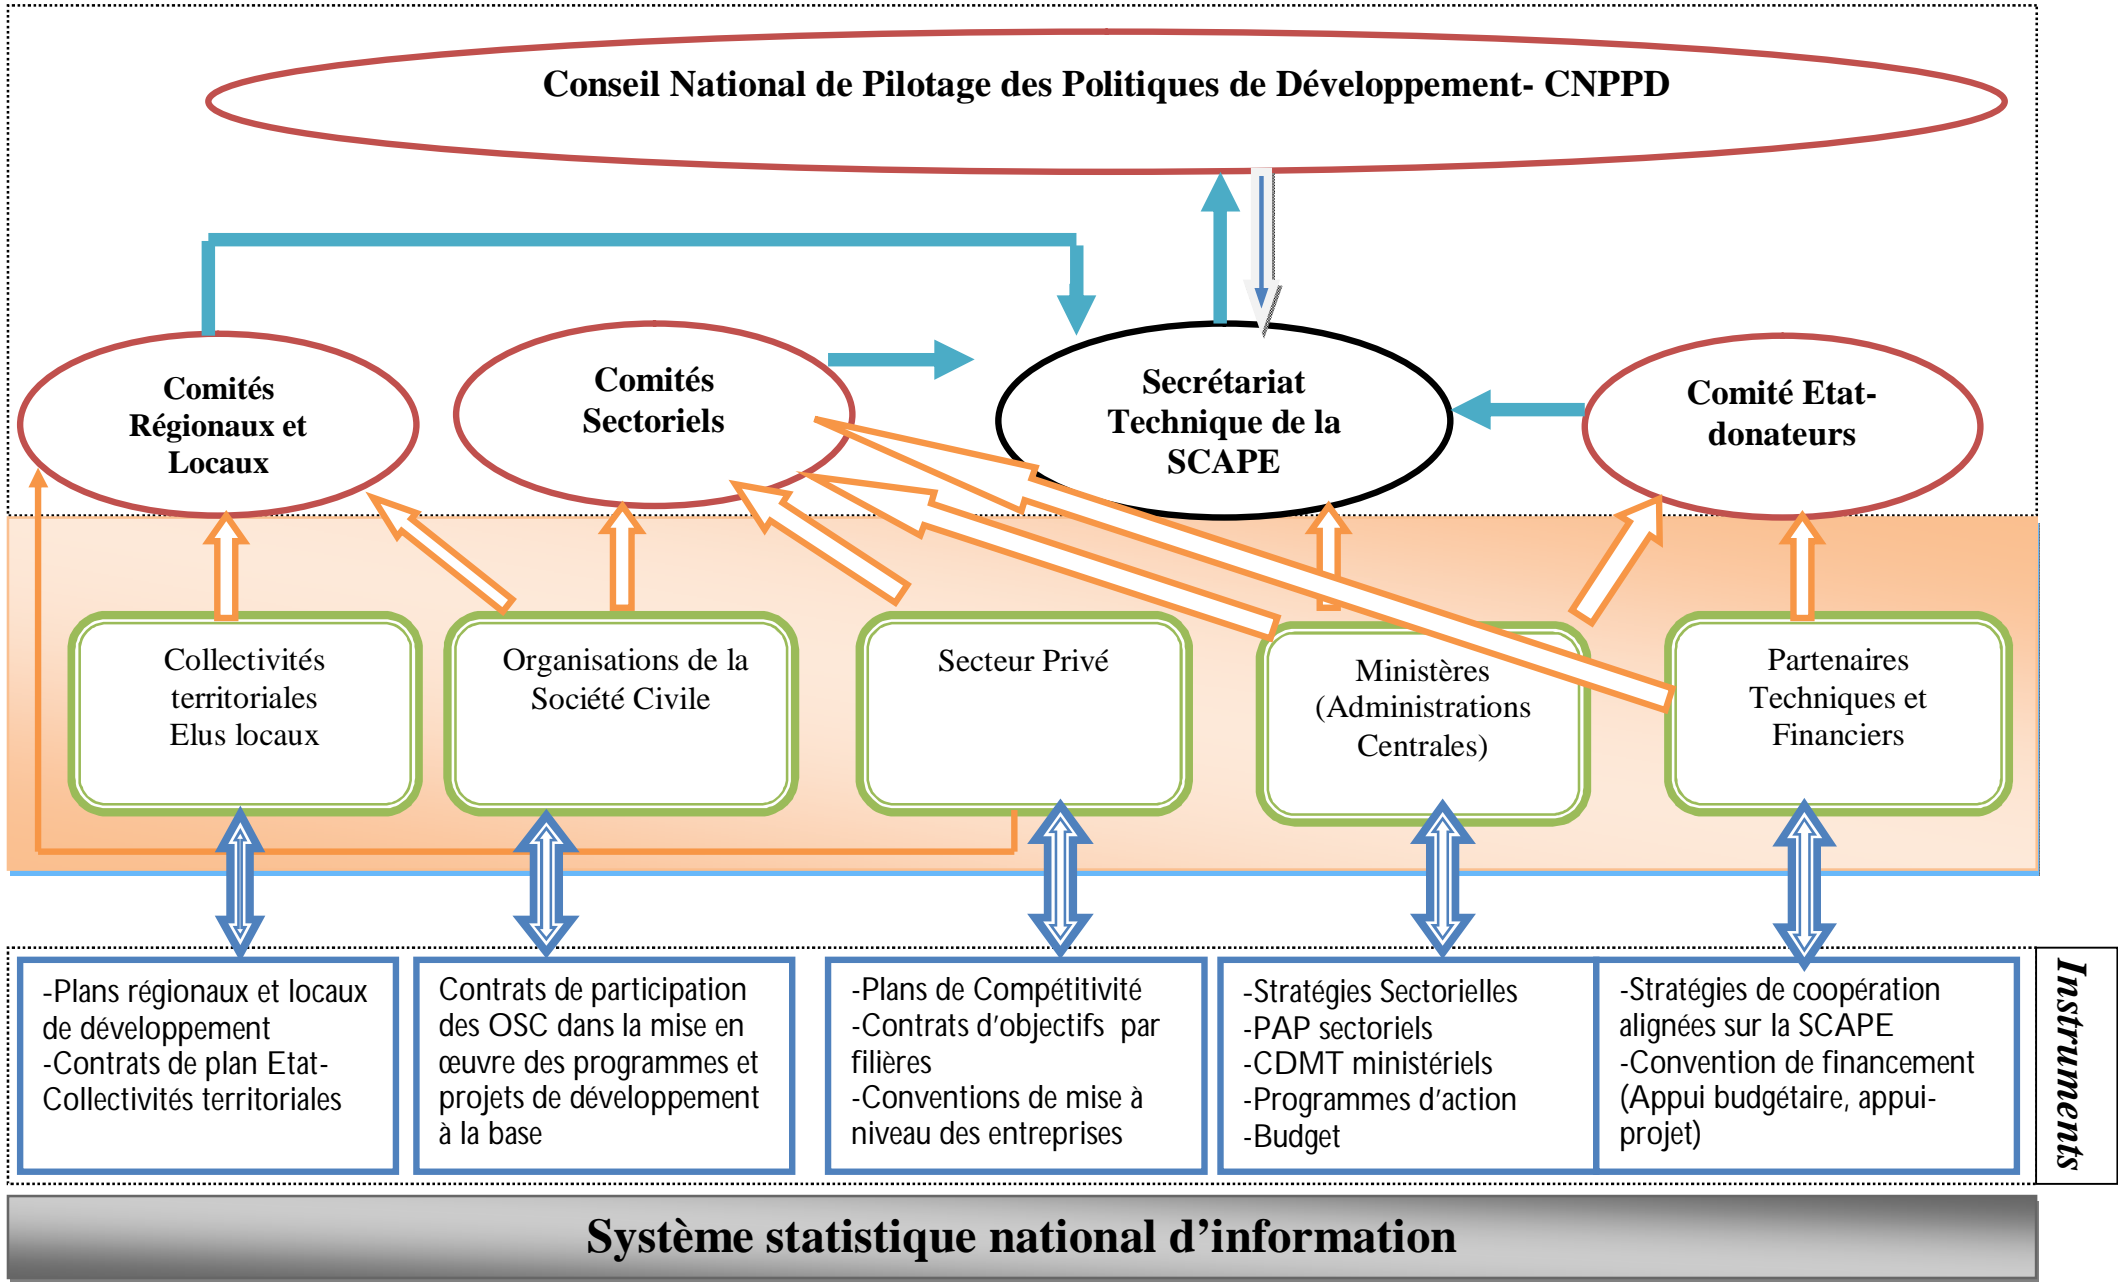 Conseil National de Pilotage des Politiques de Développement- CNPPD
Comités
Régionaux et
Locaux
Comités
Sectoriels
Secrétariat
Technique de la
SCAPE
Comité Etat-
donateurs
Collectivités
territoriales
Elus locaux
Organisations de la
Société Civile
Secteur Privé
Ministères
(Administrations
Centrales)
Partenaires
Techniques et
Financiers
-Plans régionaux et locaux
de développement
-Contrats de plan Etat-
Collectivités territoriales
Contrats de participation
des OSC dans la mise en
œuvre des programmes et
projets de développement
à la base
-Plans de Compétitivité
-Contrats d’objectifs par
filières
-Conventions de mise à
niveau des entreprises
-Stratégies Sectorielles
-PAP sectoriels
-CDMT ministériels
-Programmes d’action
-Budget
-Stratégies de coopération
alignées sur la SCAPE
-Convention de financement
(Appui budgétaire, appui-
projet)
Instruments
Système statistique national d’information